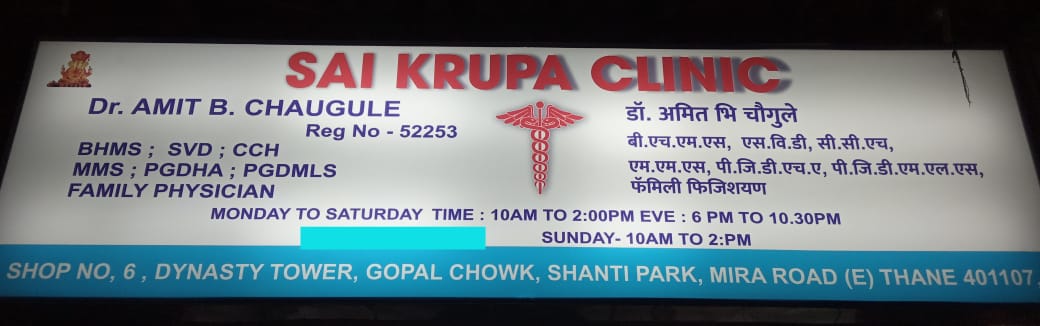 SAI KRUPA CLINIC
Dr. AMIT B. CHAUGULE
Reg No - 52253
BHMS ; SVD ; CCH
MMS ; PGDHA ; PGDMLS
FAMILY PHYSICIAN
डॉ. अमित भि चौगुले
बी.एच.एम.एस, एस.वि.डी, सी.सी.एच,
एम.एम.एस, पी.जि.डी.एच.ए, पी.जि.डी.एम.एल.एस,
फॅमिली फिजिशयण
MONDAY TO SATURDAY TIME : 10AM TO 2:00PM EVE : 6 PM TO 10.30PM
SUNDAY- 10AM TO 2:PM
SHOP NO, 6 , DYNASTY TOWER, GOPAL CHOWK, SHANTI PARK, MIRA ROAD (E) THANE 401107.